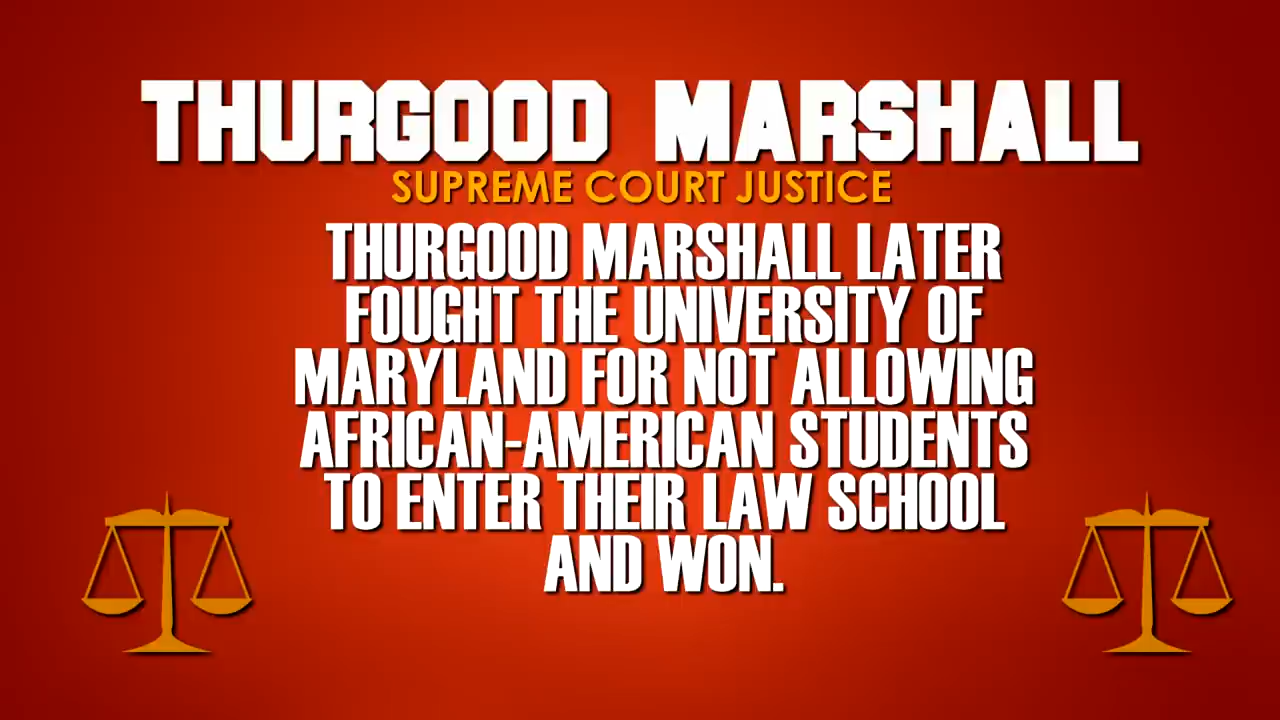 THURGOOD MARSHALL
SUPREME COURT JUSTICE
THURGOOD MARSHALL LATER
FOUGHT THE UNIVERSITY OF
MARYLAND FOR NOT ALLOWING
AFRICAN-AMERICAN STUDENTS
TO ENTER THEIR LAW SCHOOL
AND WON.